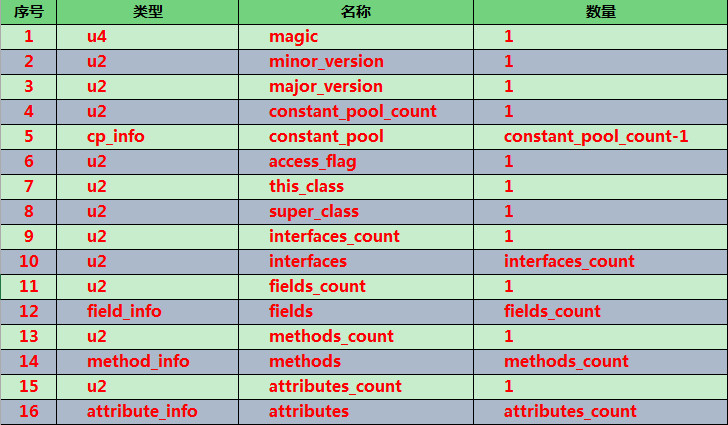 序号 类型 名称 数量
1 u4 magic 1
2 u2 minor_version 1
3 u2 major_version 1
4 u2 constant_pool_count 1
5 cp_info constant_pool constant_pool_count-1
6 u2 access_flag 1
7 u2 this_class 1
8 u2 super_class 1
9 u2 interfaces_count 1
10 u2 interfaces interfaces_count
11 u2 fields_count 1
12 field_info fields fields_count
13 u2 methods_count 1
14 method_info methods methods_count
15 u2 attributes_count 1
16 attribute_info attributes attributes_count